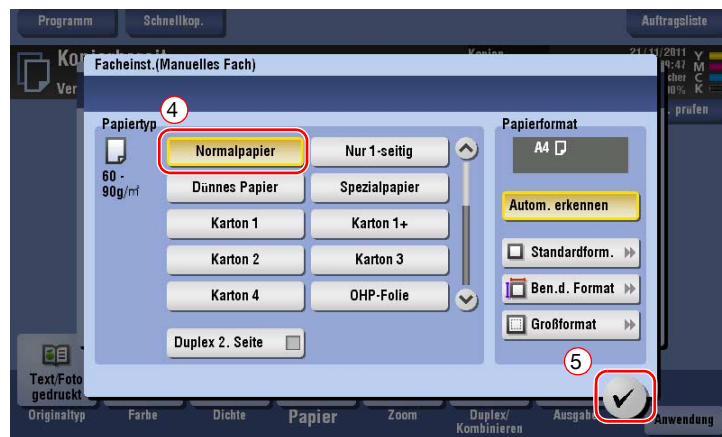 Programm Schnellkop. Auftragsliste
Kopien 21/11/2011
Facheinst.(Manuelles Fach)
Ver
Y
M
C
K
prüfen
4
Papiertyp
Papierformat
Normalpapier Nur 1-seitig
A4
60 -
90g/m²
Dünnes Papier Spezialpapier
Autom. erkennen
Karton 1 Karton 1+
Karton 2 Karton 3
Standardform.
Karton 4 OHP-Folie
Ben.d. Format
Großformat
Duplex 2. Seite
5
Text/Foto
gedruckt
Originaltyp Farbe Dichte Papier Zoom Duplex/
Kombinieren
Ausgabe Anwendung